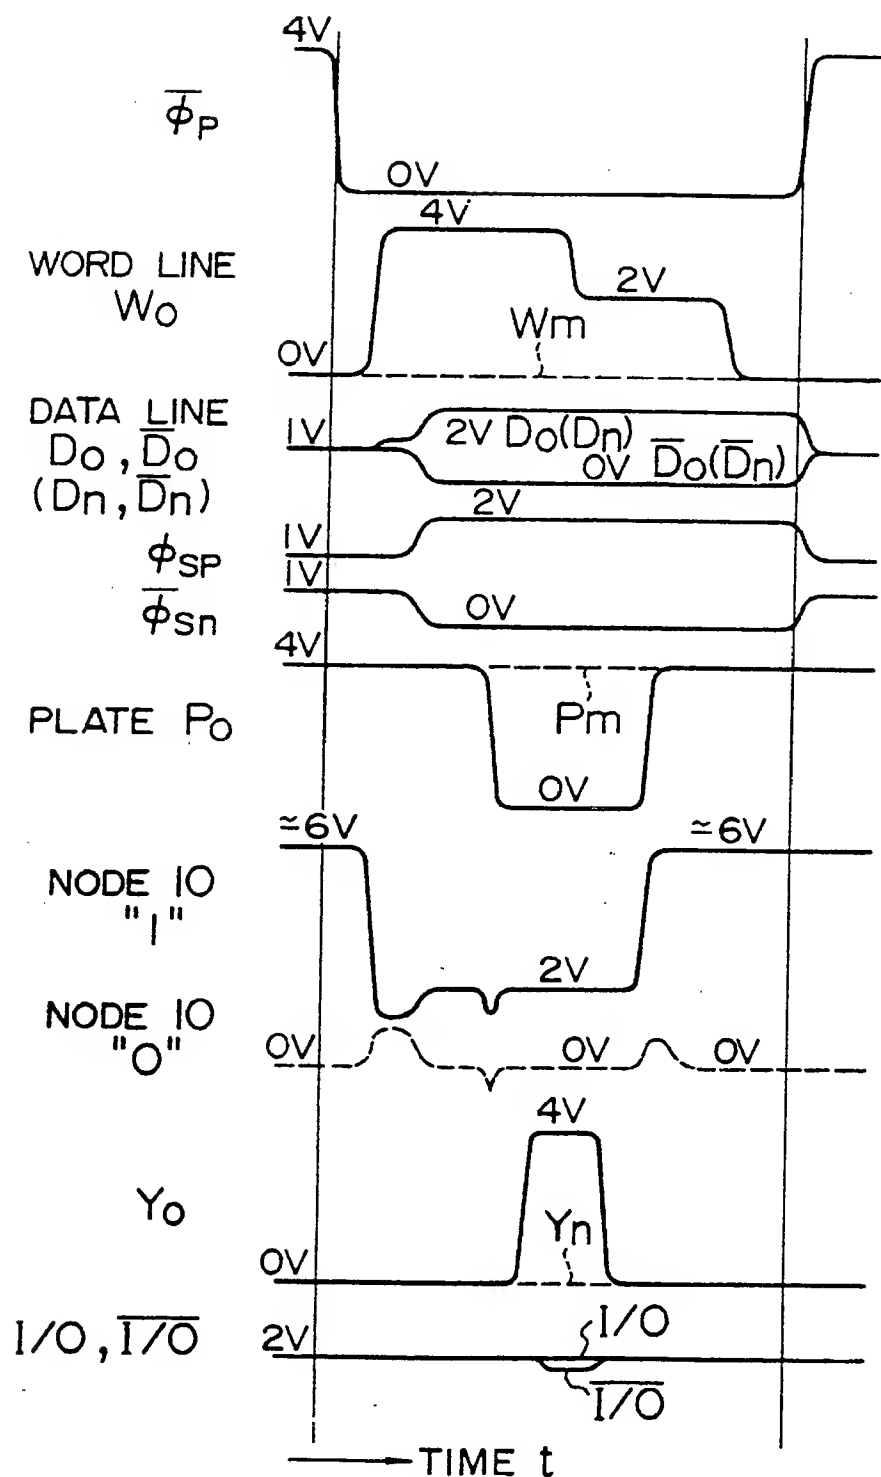 4V
ϕ̅P
0V
4V
WORD LINE
W0
2V
Wm
0V
DATA LINE
D0, D̅0
(Dn, D̅n)
1V
2V D0(Dn)
0V D̅0(D̅n)
2V
1V
ϕSP
1V
ϕ̅Sn
0V
4V
PLATE P0
Pm
0V
≃6V
≃6V
NODE 10
"1"
2V
NODE 10
"0"
0V
0V
0V
4V
Y0
Yn
0V
I/O, I̅/̅O̅
2V
I/O
I̅/̅O̅
TIME t